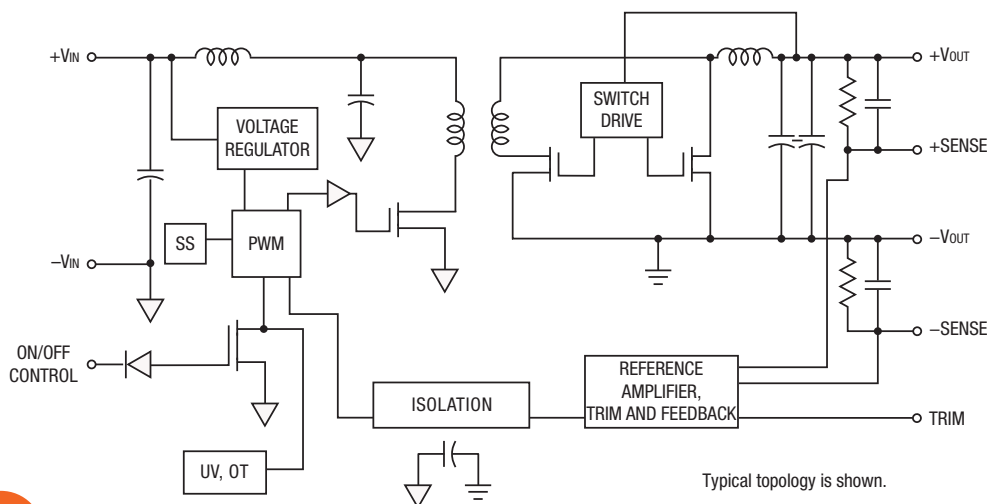 +VIN
+VOUT
SWITCH
DRIVE
VOLTAGE
REGULATOR
+SENSE
SS
PWM
−VIN
−VOUT
−SENSE
ON/OFF
CONTROL
REFERENCE
AMPLIFIER,
TRIM AND FEEDBACK
ISOLATION
TRIM
UV, OT
Typical topology is shown.